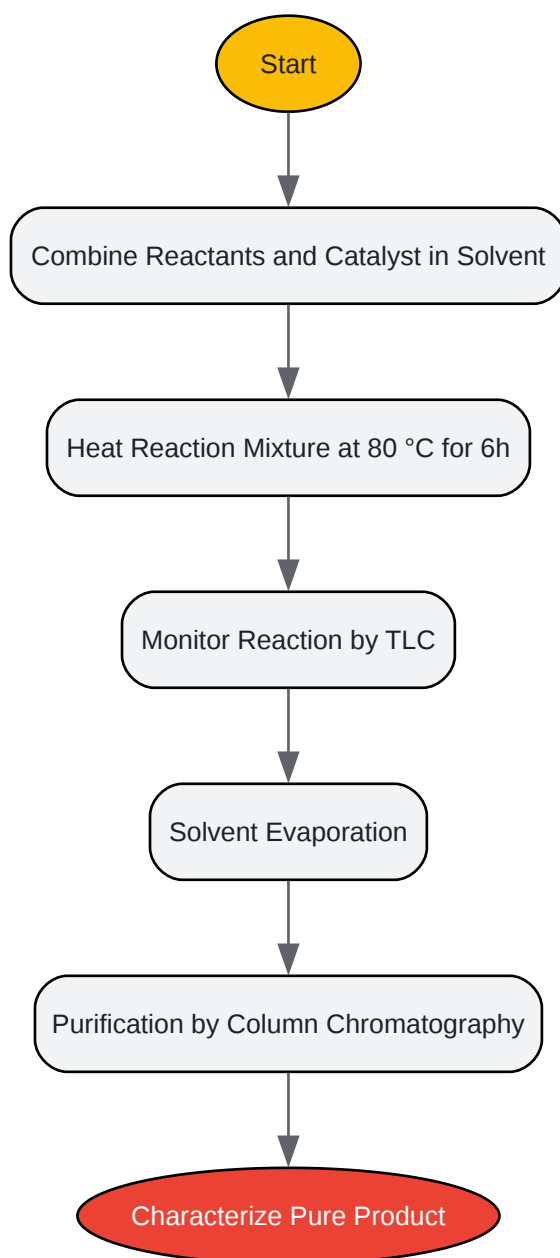 Start
Combine Reactants and Catalyst in Solvent
Heat Reaction Mixture at 80 °C for 6h
Monitor Reaction by TLC
Solvent Evaporation
Purification by Column Chromatography
Characterize Pure Product